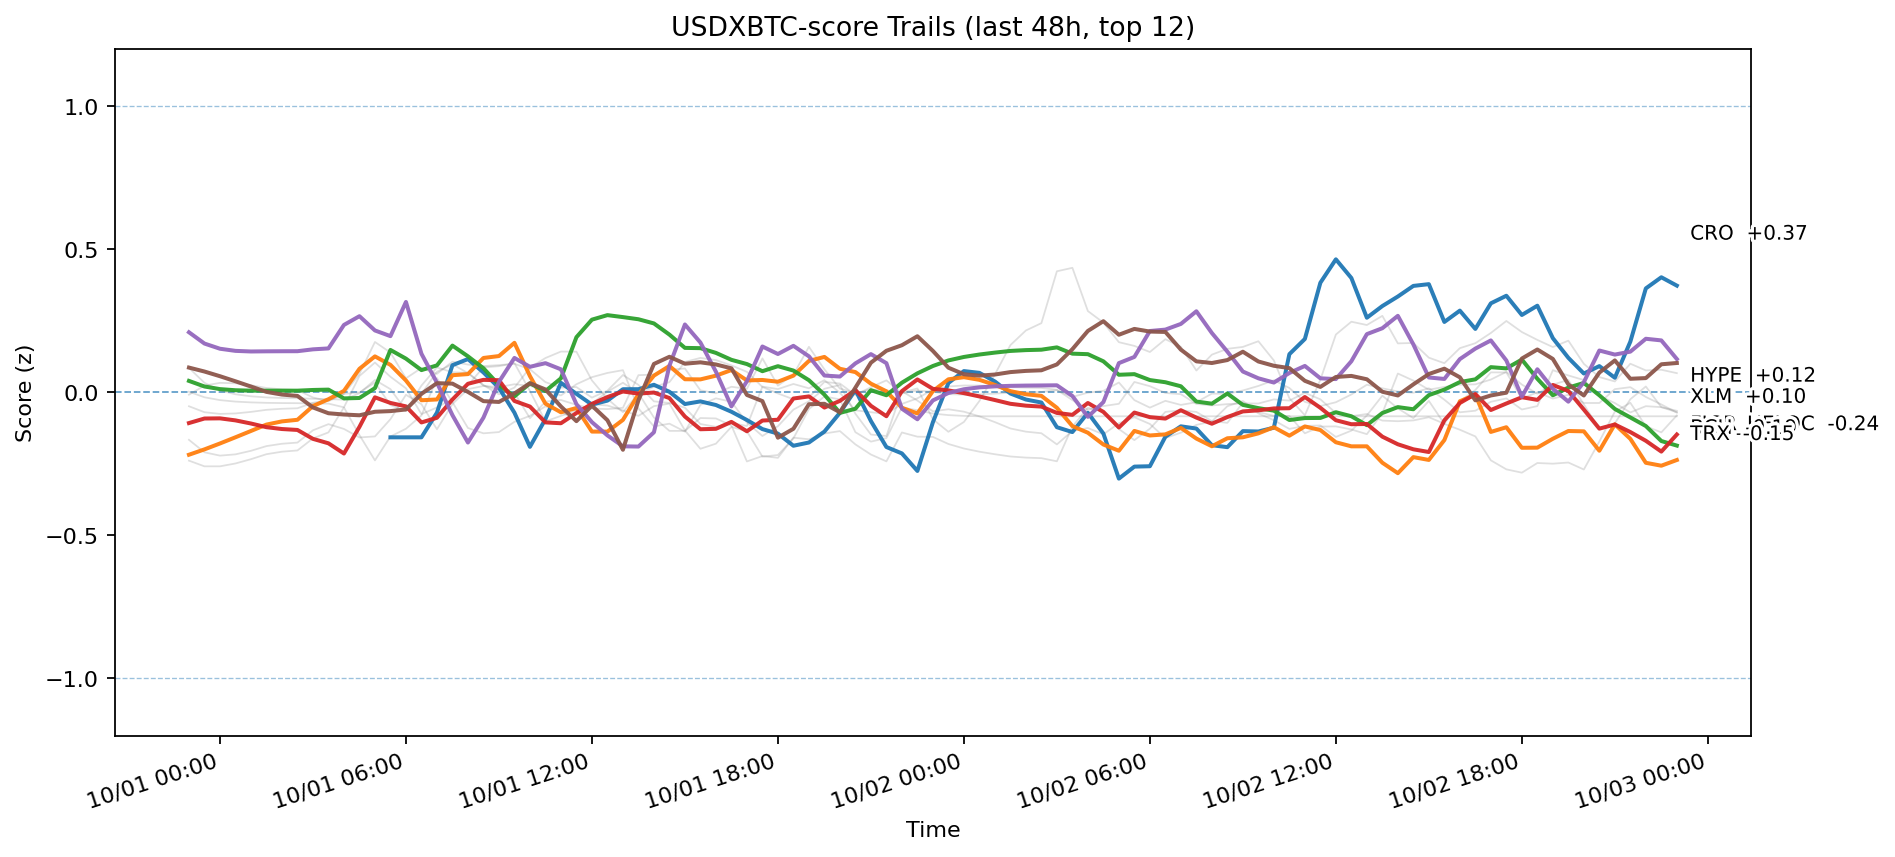 USDXBTC-score Trails (last 48h, top 12)
Score (z)
1.0
0.5
0.0
−0.5
−1.0
CRO +0.37
HYPE +0.12
XLM +0.10
-0.24
TRX -0.15
10/01 00:00
10/01 06:00
10/01 12:00
10/01 18:00
10/02 00:00
10/02 06:00
10/02 12:00
10/02 18:00
10/03 00:00
Time